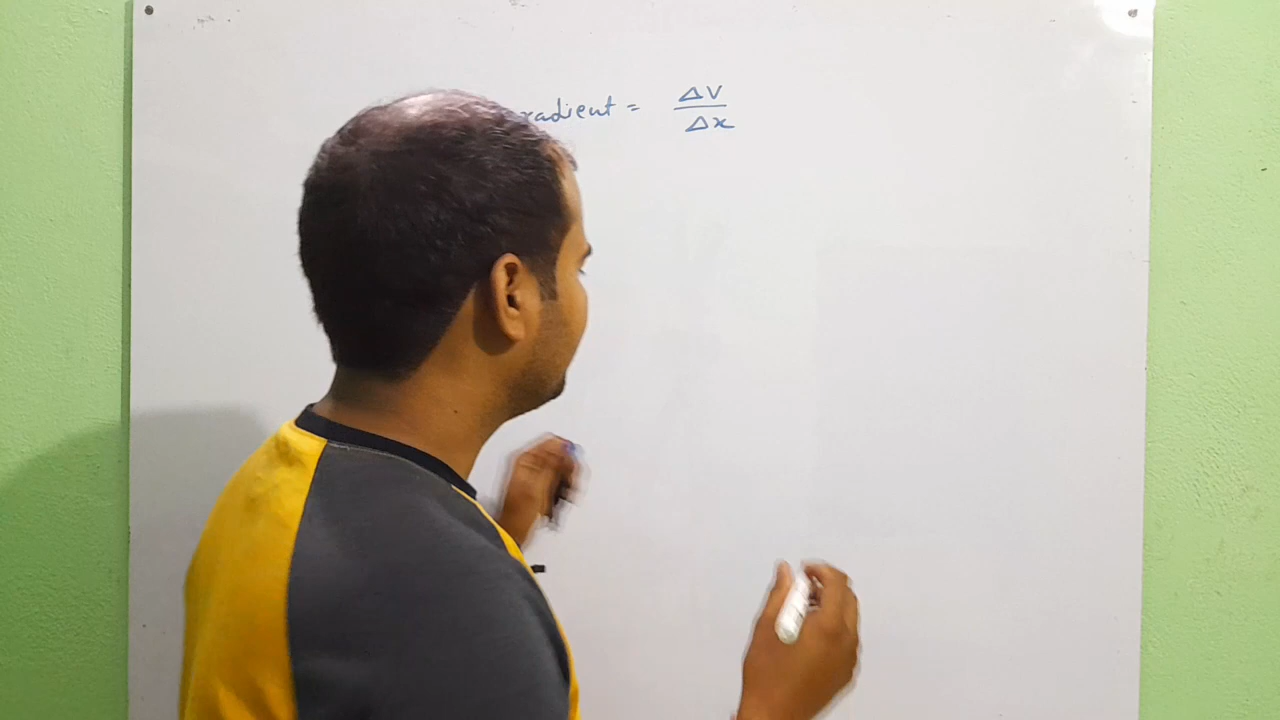 radient = ΔV / Δx